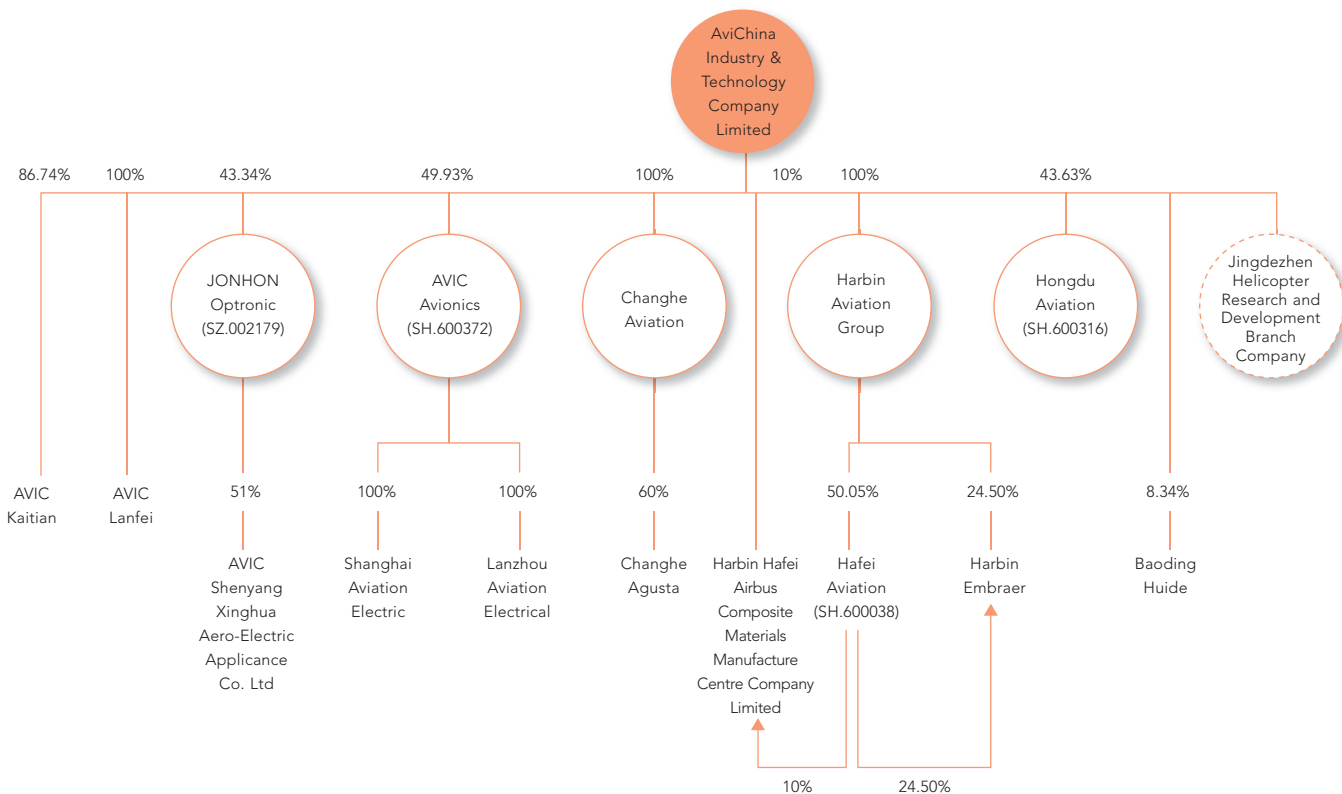 AviChina
Industry &
Technology
Company
Limited
86.74%
100%
43.34%
49.93%
100%
10%
100%
43.63%
JONHON
Optronic
(SZ.002179)
AVIC
Avionics
(SH.600372)
Changhe
Aviation
Harbin
Aviation
Group
Hongdu
Aviation
(SH.600316)
Jingdezhen
Helicopter
Research and
Development
Branch
Company
AVIC
Kaitian
AVIC
Lanfei
51%
100%
100%
60%
50.05%
24.50%
8.34%
AVIC
Shenyang
Xinghua
Aero-Electric
Applicance
Co. Ltd
Shanghai
Aviation
Electric
Lanzhou
Aviation
Electrical
Changhe
Agusta
Harbin Hafei
Airbus
Composite
Materials
Manufacture
Centre Company
Limited
Hafei
Aviation
(SH.600038)
Harbin
Embraer
Baoding
Huide
10%
24.50%